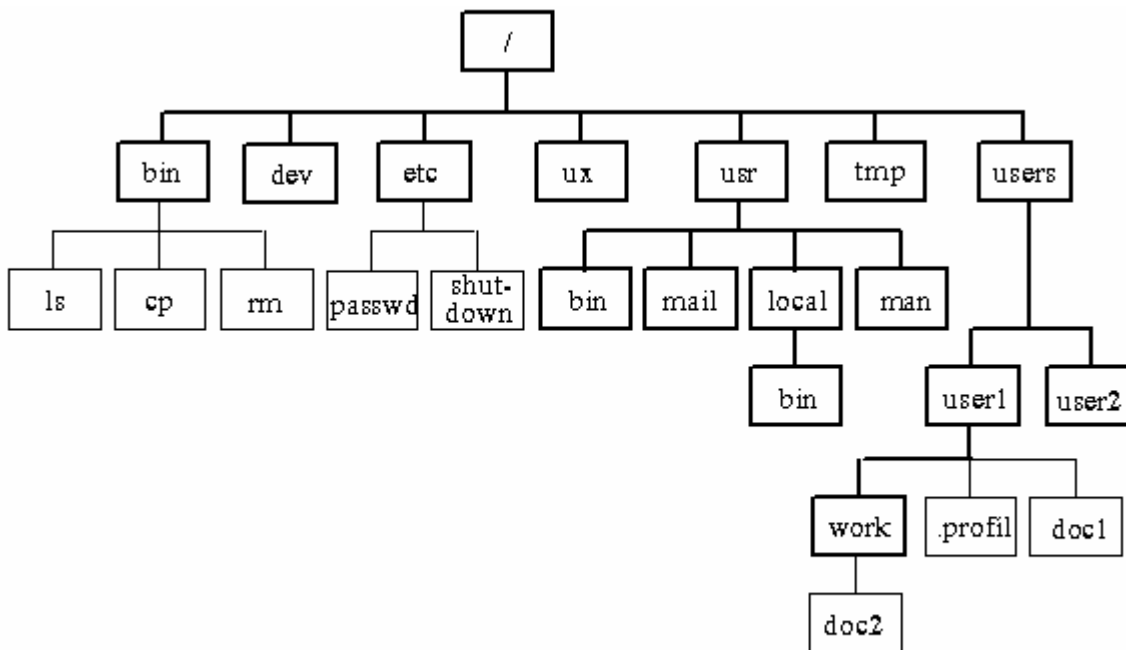 /
bin dev etc ux usr tmp users
ls cp rm passwd shut-
down bin mail local man
bin user1 user2
work .profil doc1
doc2